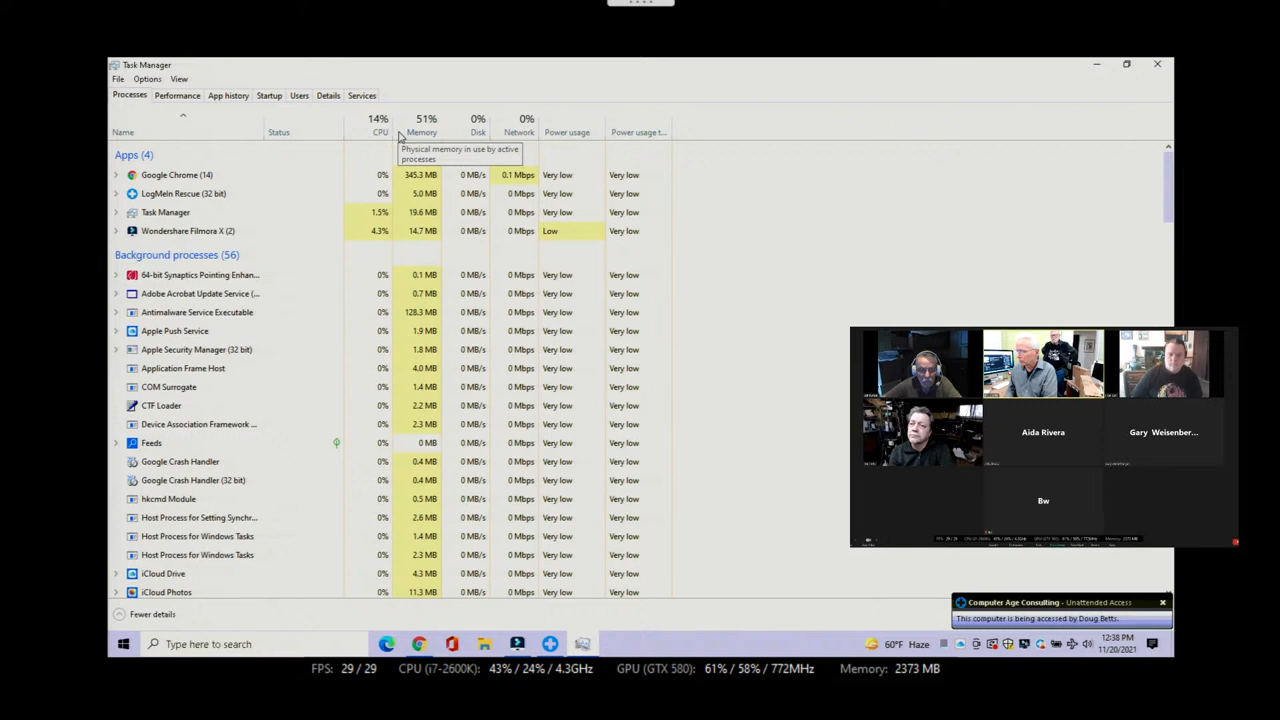 Task Manager
File Options View
Processes Performance App history Startup Users Details Services
14% 51% 0% 0%
Name Status CPU Memory Disk Network Power usage Power usage t...
Physical memory in use by active
processes
Apps (4)
Google Chrome (14) 0% 345.3 MB 0 MB/s 0.1 Mbps Very low Very low
LogMeIn Rescue (32 bit) 0% 5.0 MB 0 MB/s 0 Mbps Very low Very low
Task Manager 1.5% 19.6 MB 0 MB/s 0 Mbps Very low Very low
Wondershare Filmora X (2) 4.3% 14.7 MB 0 MB/s 0 Mbps Low Very low
Background processes (56)
64-bit Synaptics Pointing Enhan... 0% 0.1 MB 0 MB/s 0 Mbps Very low Very low
Adobe Acrobat Update Service (... 0% 0.7 MB 0 MB/s 0 Mbps Very low Very low
Antimalware Service Executable 0% 128.3 MB 0 MB/s 0 Mbps Very low Very low
Apple Push Service 0% 1.9 MB 0 MB/s 0 Mbps Very low Very low
Apple Security Manager (32 bit) 0% 1.8 MB 0 MB/s 0 Mbps Very low Very low
Application Frame Host 0% 4.0 MB 0 MB/s 0 Mbps Very low Very low
COM Surrogate 0% 1.4 MB 0 MB/s 0 Mbps Very low Very low
CTF Loader 0% 2.2 MB 0 MB/s 0 Mbps Very low Very low
Device Association Framework ... 0% 2.3 MB 0 MB/s 0 Mbps Very low Very low
Feeds 0% 0 MB 0 MB/s 0 Mbps Very low Very low
Google Crash Handler 0% 0.4 MB 0 MB/s 0 Mbps Very low Very low
Google Crash Handler (32 bit) 0% 0.4 MB 0 MB/s 0 Mbps Very low Very low
hkcmd Module 0% 0.5 MB 0 MB/s 0 Mbps Very low Very low
Host Process for Setting Synchr... 0% 2.6 MB 0 MB/s 0 Mbps Very low Very low
Host Process for Windows Tasks 0% 1.4 MB 0 MB/s 0 Mbps Very low Very low
Host Process for Windows Tasks 0% 2.3 MB 0 MB/s 0 Mbps Very low Very low
iCloud Drive 0% 4.3 MB 0 MB/s 0 Mbps Very low Very low
iCloud Photos 0% 11.3 MB 0 MB/s 0 Mbps Very low Very low
Aida Rivera
Gary Weisenber...
Bw
Fewer details
Computer Age Consulting - Unattended Access
This computer is being accessed by Doug Betts.
Type here to search
60°F Haze
12:38 PM
11/20/2021
FPS: 29 / 29 CPU (i7-2600K): 43% / 24% / 4.3GHz GPU (GTX 580): 61% / 58% / 772MHz Memory: 2373 MB